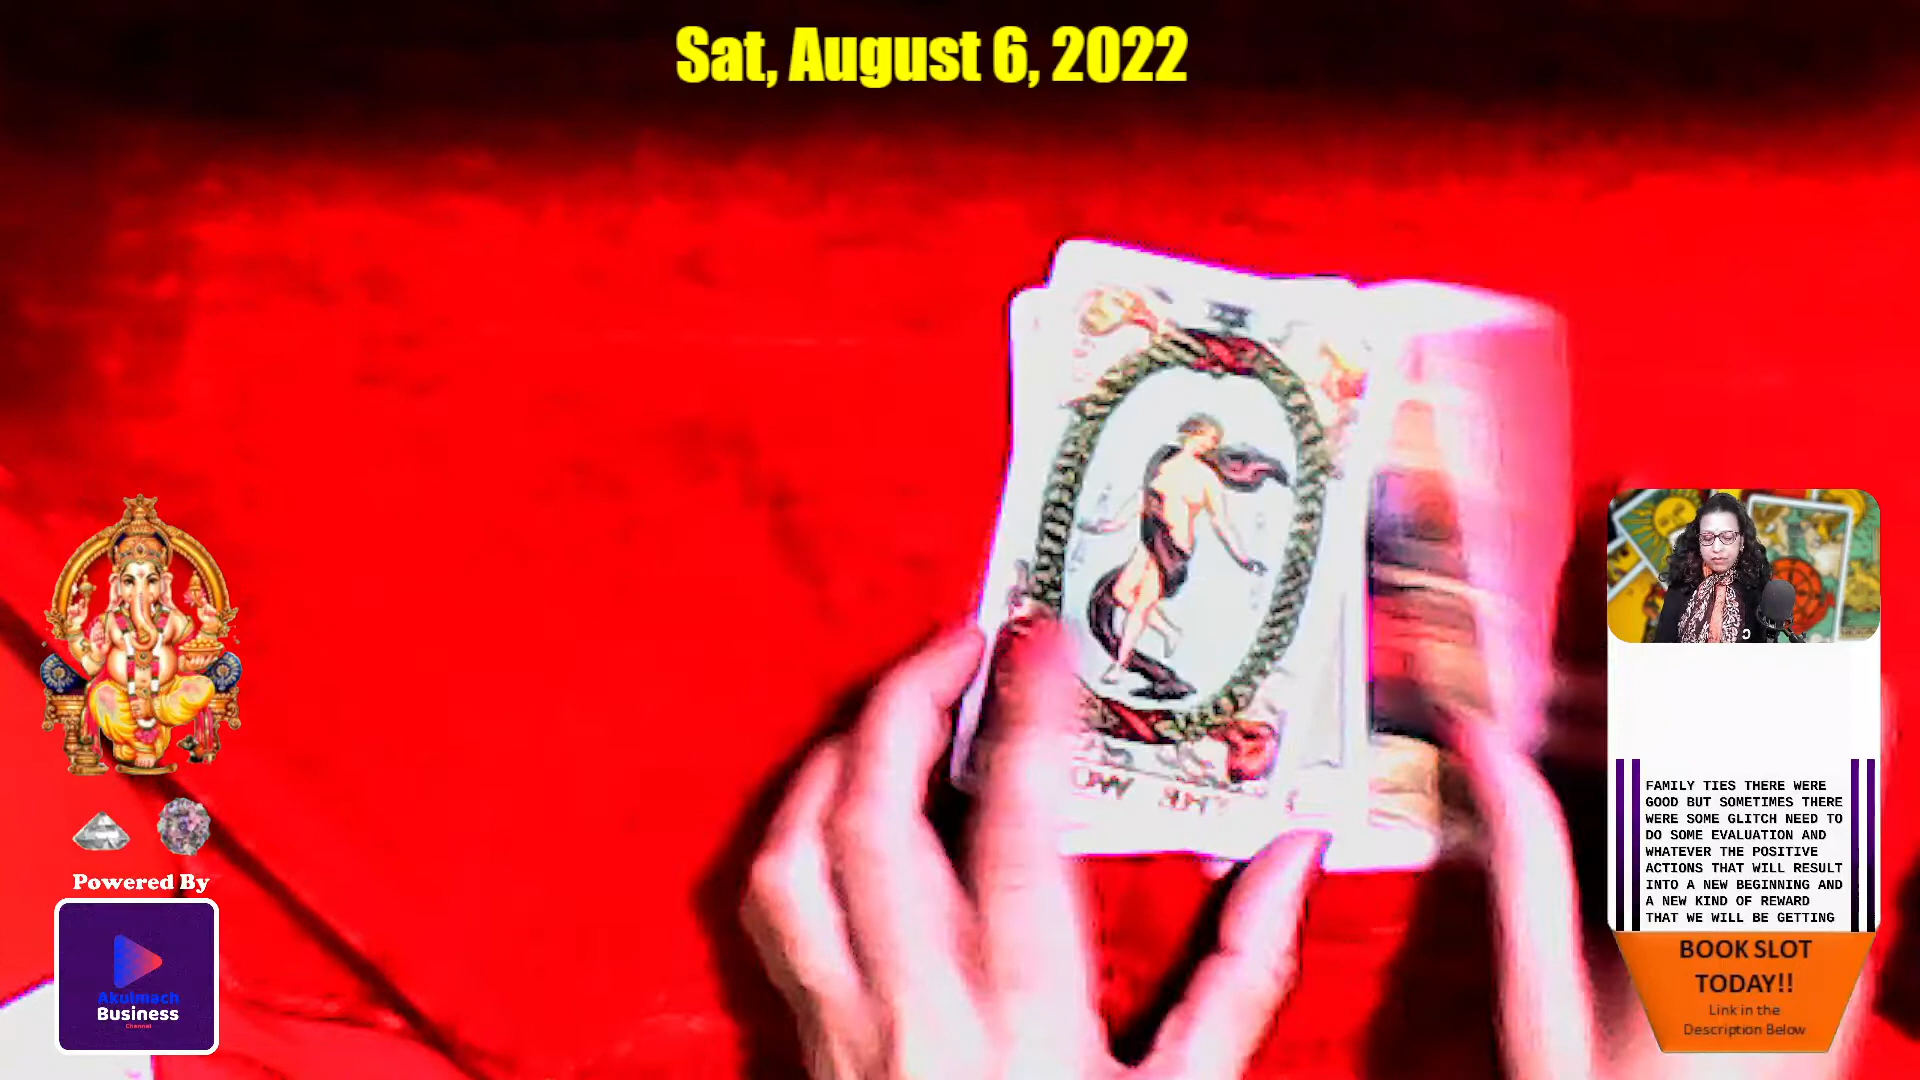 Sat, August 6, 2022
FAMILY TIES THERE WERE
GOOD BUT SOMETIMES THERE
WERE SOME GLITCH NEED TO
DO SOME EVALUATION AND
WHATEVER THE POSITIVE
ACTIONS THAT WILL RESULT
INTO A NEW BEGINNING AND
A NEW KIND OF REWARD
THAT WE WILL BE GETTING
BOOK SLOT
TODAY!!
Link in the
Description Below
Powered By
Akulmach
Business
Channel